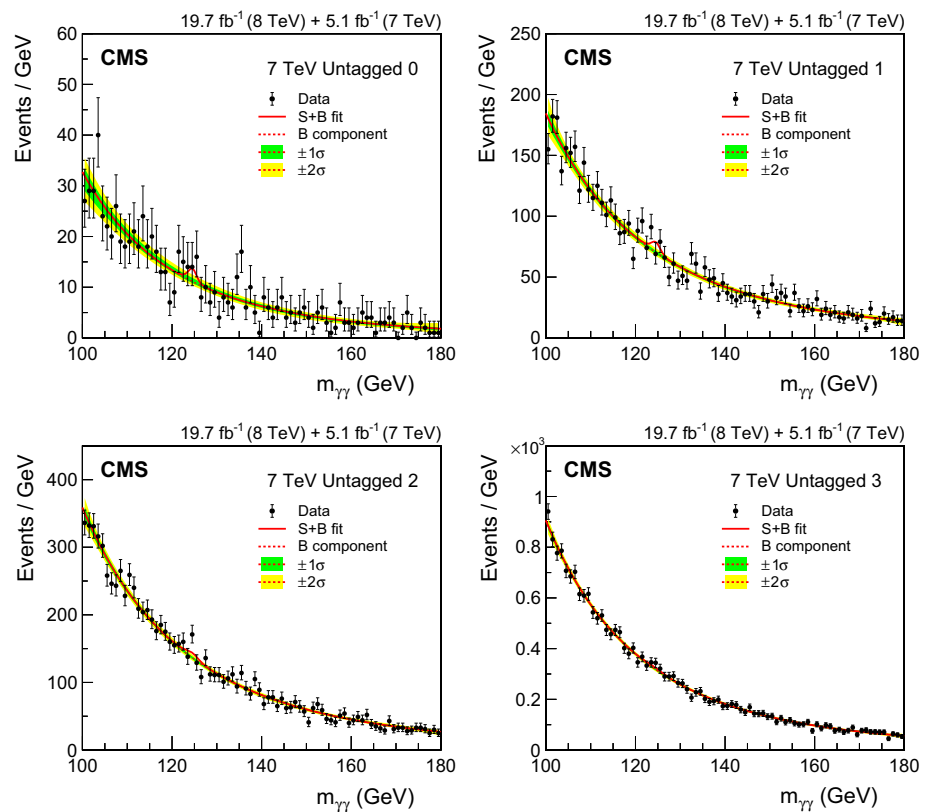 19.7 fb⁻¹ (8 TeV) + 5.1 fb⁻¹ (7 TeV)
CMS
7 TeV Untagged 0
Data
S+B fit
B component
±1σ
±2σ
Events / GeV
60
50
40
30
20
10
0
100 120 140 160 180
mγγ (GeV)
19.7 fb⁻¹ (8 TeV) + 5.1 fb⁻¹ (7 TeV)
CMS
7 TeV Untagged 1
Data
S+B fit
B component
±1σ
±2σ
Events / GeV
250
200
150
100
50
0
100 120 140 160 180
mγγ (GeV)
19.7 fb⁻¹ (8 TeV) + 5.1 fb⁻¹ (7 TeV)
CMS
7 TeV Untagged 2
Data
S+B fit
B component
±1σ
±2σ
Events / GeV
400
300
200
100
0
100 120 140 160 180
mγγ (GeV)
19.7 fb⁻¹ (8 TeV) + 5.1 fb⁻¹ (7 TeV)
×10³
CMS
7 TeV Untagged 3
Data
S+B fit
B component
±1σ
±2σ
Events / GeV
1
0.8
0.6
0.4
0.2
0
100 120 140 160 180
mγγ (GeV)